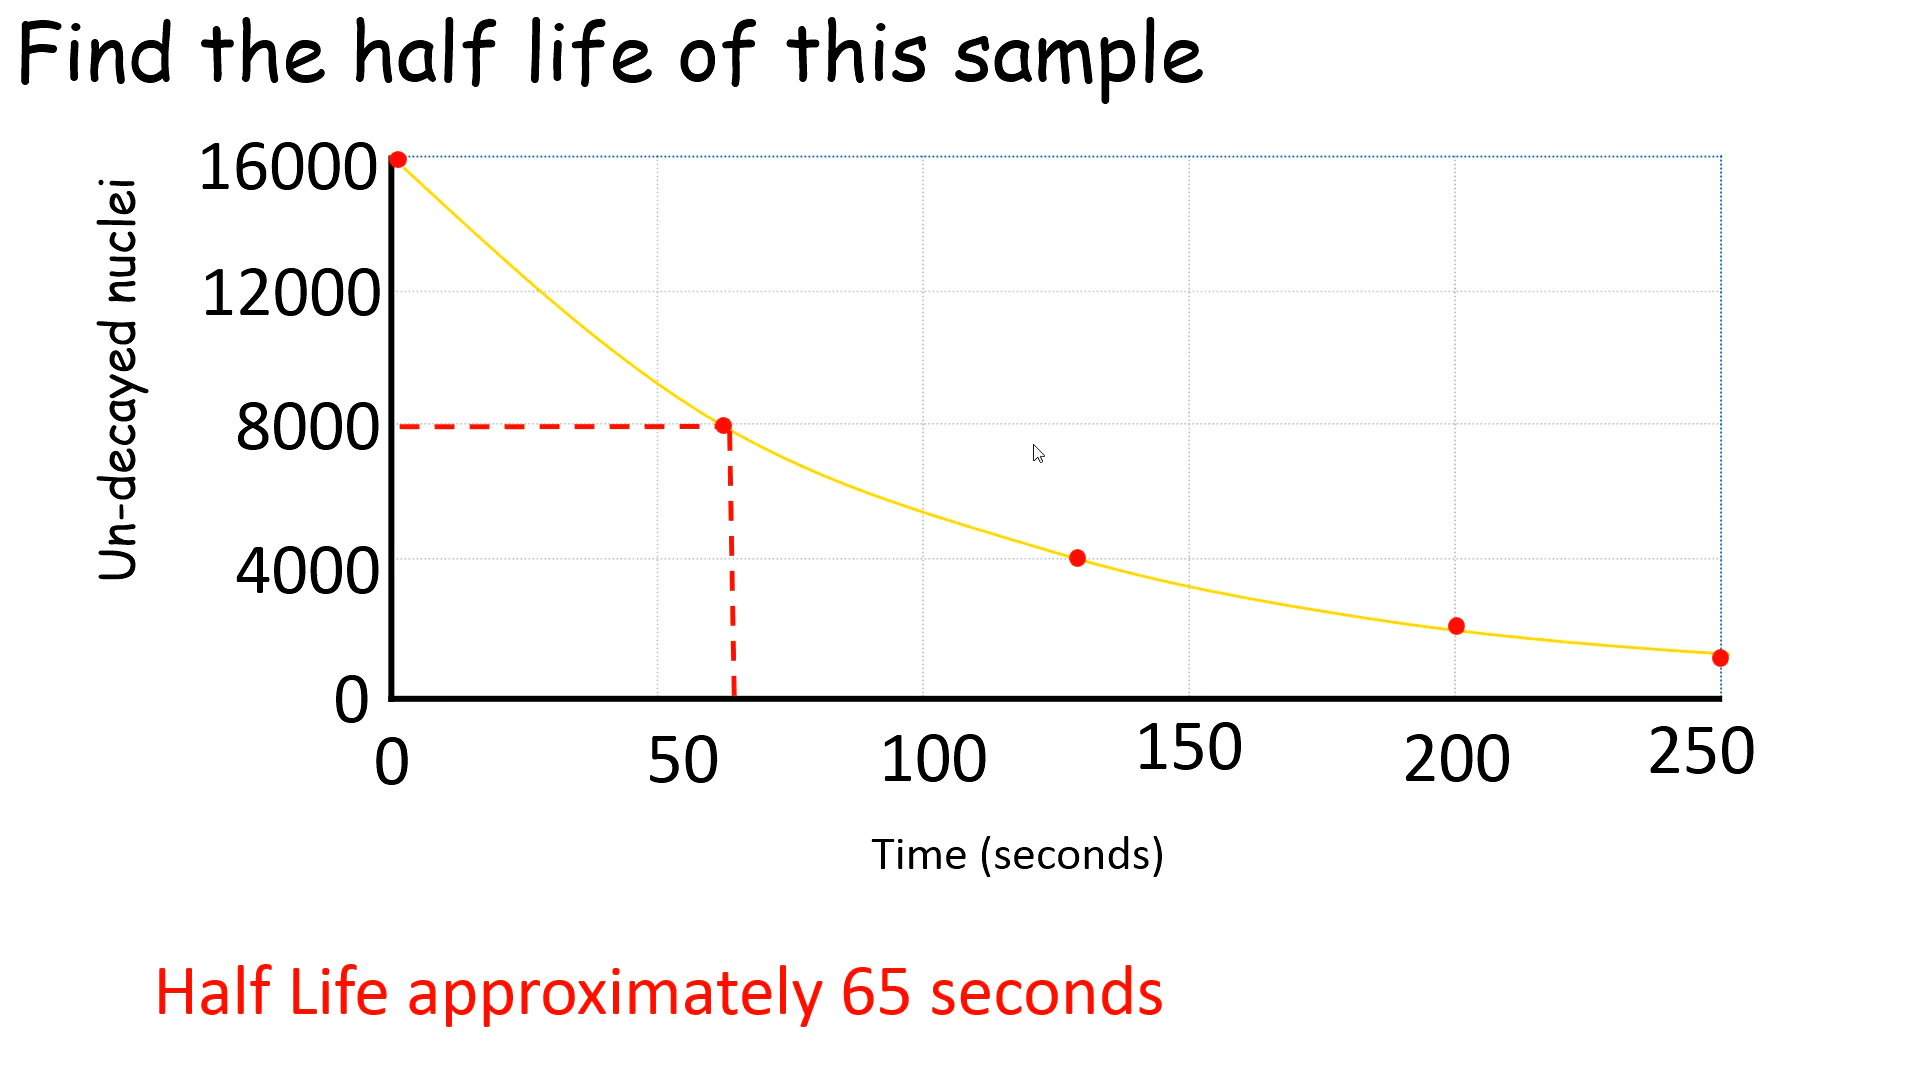 Find the half life of this sample
Un-decayed nuclei
16000
12000
8000
4000
0
0 50 100 150 200 250
Time (seconds)
Half Life approximately 65 seconds